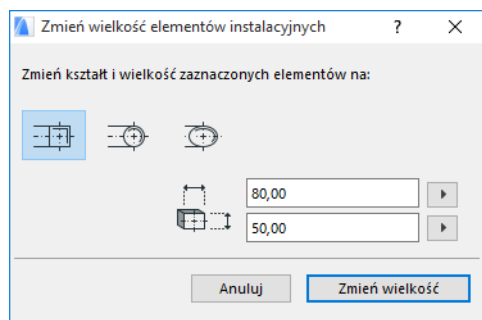 Zmień wielkość elementów instalacyjnych ?
Zmień kształt i wielkość zaznaczonych elementów na:
80,00
50,00
Anuluj Zmień wielkość